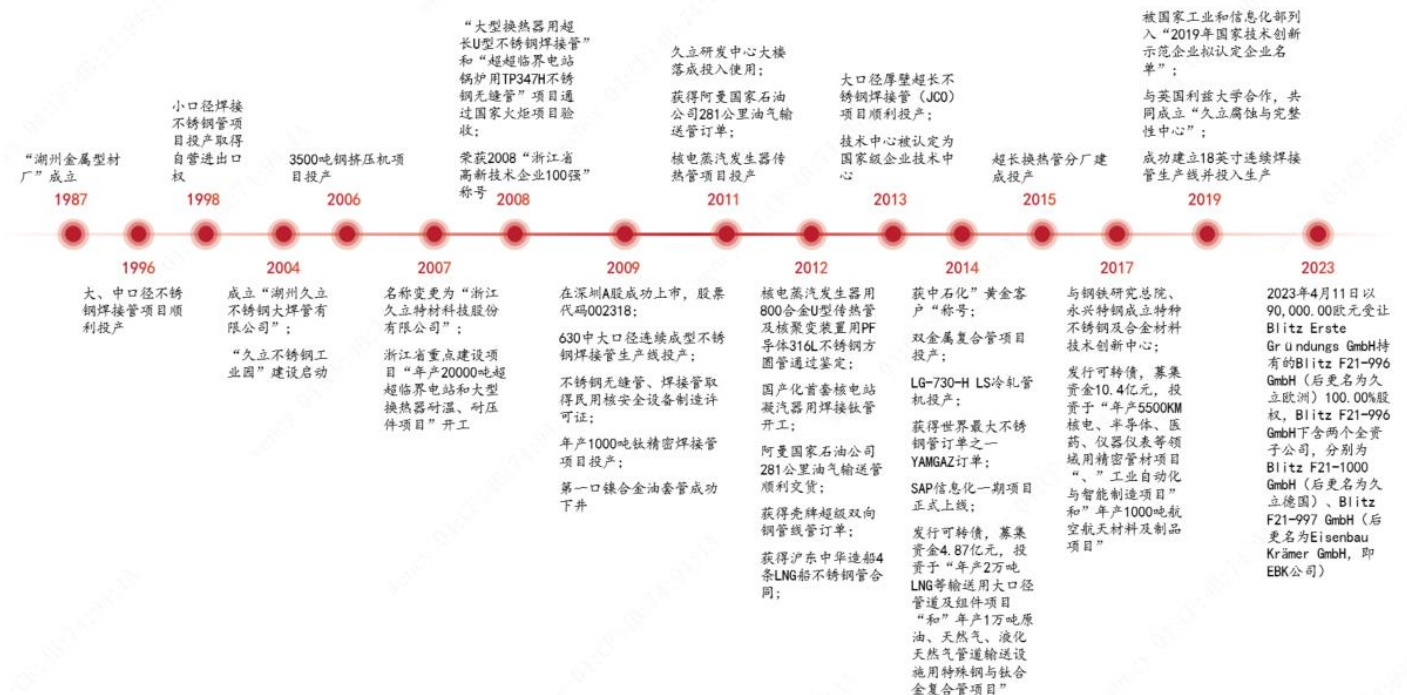 “湖州金属型材
厂”成立
1987
大、中口径不锈
钢焊接管项目顺
利投产
1996
小口径焊接
不锈钢管项
目投产取得
自营进出口
权
1998
成立“湖州久立
不锈钢大焊管有
限公司”；
“久立不锈钢工
业园”建设启动
2004
3500吨钢挤压机项
目投产
2006
名称变更为“浙江
久立特材科技股份
有限公司”；
浙江省重点建设项
目“年产20000吨超
超临界电站和大型
换热器耐温、耐压
件项目”开工
2007
“大型换热器用超
长U型不锈钢焊接管”
和“超超临界电站
锅炉用TP347H不锈
钢无缝管”项目通
过国家火炬项目验
收；
荣获2008“浙江省
高新技术企业100强”
称号
2008
2009
在深圳A股成功上市，股票
代码002318；
630中大口径连续成型不锈
钢焊接管生产线投产；
不锈钢无缝管、焊接管取
得民用核安全设备制造许
可证；
年产1000吨钛精密焊接管
项目投产；
第一口镍合金油套管成功
下井
久立研发中心大楼
落成投入使用；
获得阿曼国家石油
公司281公里油气输
送管订单；
核电蒸汽发生器传
热管项目投产
2011
2012
核电蒸汽发生器用
800合金U型传热管
及核聚变装置用PF
导体316L不锈钢方
圆管通过鉴定；
国产化首套核电站
凝汽器用焊接钛管
开工；
阿曼国家石油公司
281公里油气输送管
顺利交货；
获得壳牌超级双向
钢管线管订单；
获得沪东中华造船4
条LNG船不锈钢管合
同；
大口径厚壁超长不
锈钢焊接管（JCO）
项目顺利投产；
技术中心被认定为
国家级企业技术中
心
2013
2014
获中石化”黄金客
户“称号；
双金属复合管项目
投产；
LG-730-H LS冷轧管
机投产；
获得世界最大不锈
钢管订单之一
YAMGAZ订单；
SAP信息化一期项目
正式上线；
发行可转债，募集
资金4.87亿元，投
资于“年产2万吨
LNG等输送用大口径
管道及组件项目
“和”年产1万吨原
油、天然气、液化
天然气管道输送设
施用特殊钢与钛合
金复合管项目”
超长换热管分厂建
成投产
2015
2017
与钢铁研究总院、
永兴特钢成立特种
不锈钢及合金材料
技术创新中心；
发行可转债，募集
资金10.4亿元，投
资于“年产5500KM
核电、半导体、医
药、仪器仪表等领
域用精密管材项目
“、”工业自动化
与智能制造项目”
和”年产1000吨航
空航天材料及制品
项目”
被国家工业和信息化部列
入“2019年国家技术创新
示范企业拟认定企业名
单”；
与英国利兹大学合作，共
同成立“久立腐蚀与完整
性中心”；
成功建立18英寸连续焊接
管生产线并投入生产
2019
2023
2023年4月11日以
90,000.00欧元受让
Blitz Erste
Gründungs GmbH持
有的Blitz F21-996
GmbH（后更名为久
立欧洲）100.00%股
权，Blitz F21-996
GmbH下含两个全资
子公司，分别为
Blitz F21-1000
GmbH（后更名为久
立德国）、Blitz
F21-997 GmbH（后
更名为Eisenbau
Krämer GmbH，即
EBK公司）